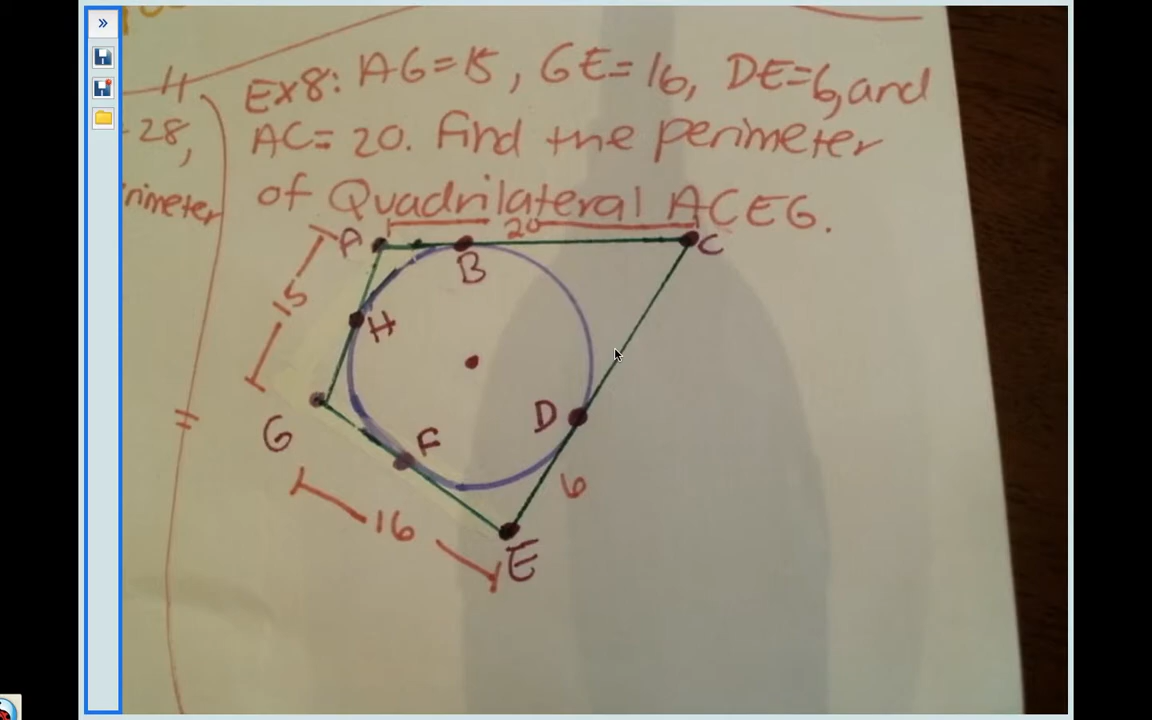 »
Ex8: AG=15, GE=16, DE=6, and
AC= 20. Find the perimeter
of Quadrilateral ACEG.
4
28,
rimeter
20
A
B
C
15
H
G
F
D
6
16
E